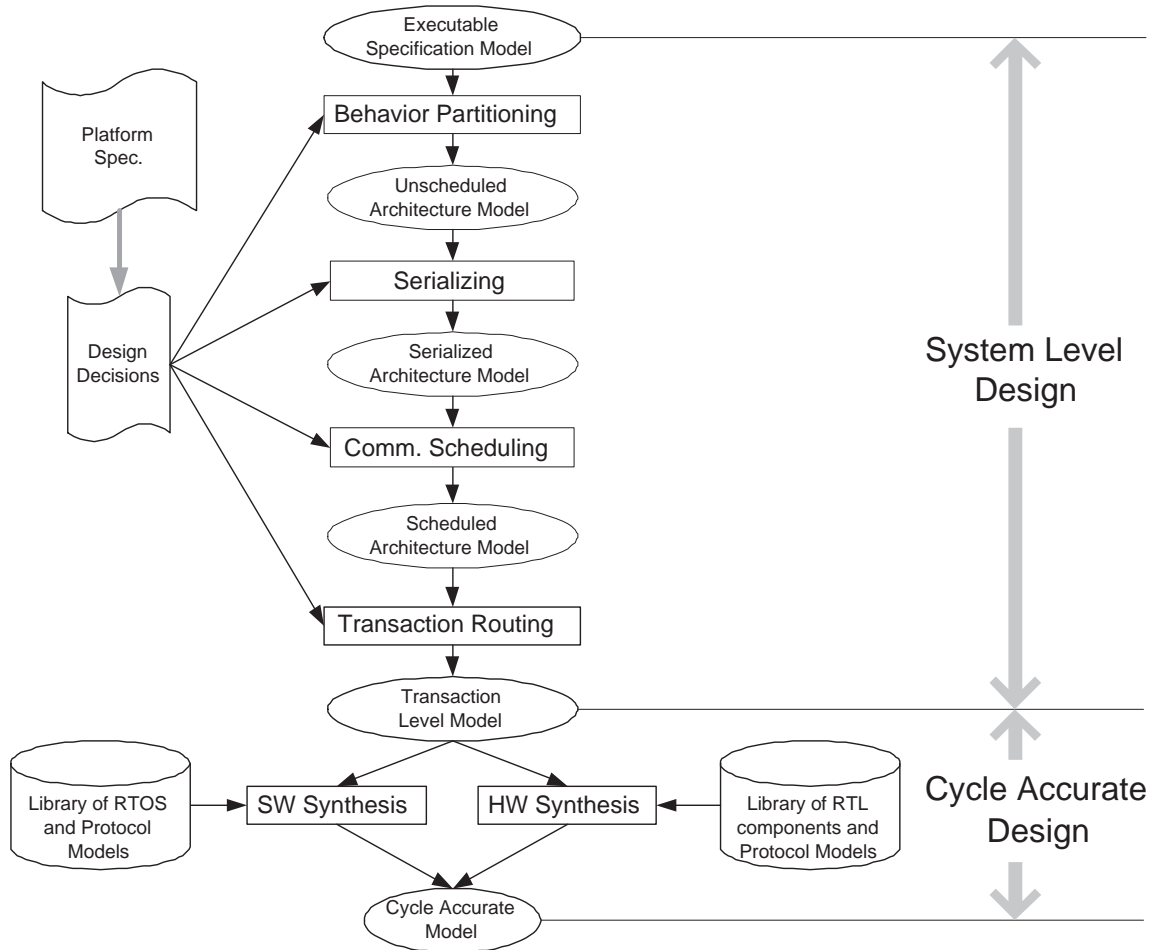 Executable
Specification Model
Behavior Partitioning
Platform
Spec.
Unscheduled
Architecture Model
Serializing
Design
Decisions
Serialized
Architecture Model
System Level
Design
Comm. Scheduling
Scheduled
Architecture Model
Transaction Routing
Transaction
Level Model
Library of RTOS
and Protocol
Models
SW Synthesis
HW Synthesis
Library of RTL
components and
Protocol Models
Cycle Accurate
Design
Cycle Accurate
Model